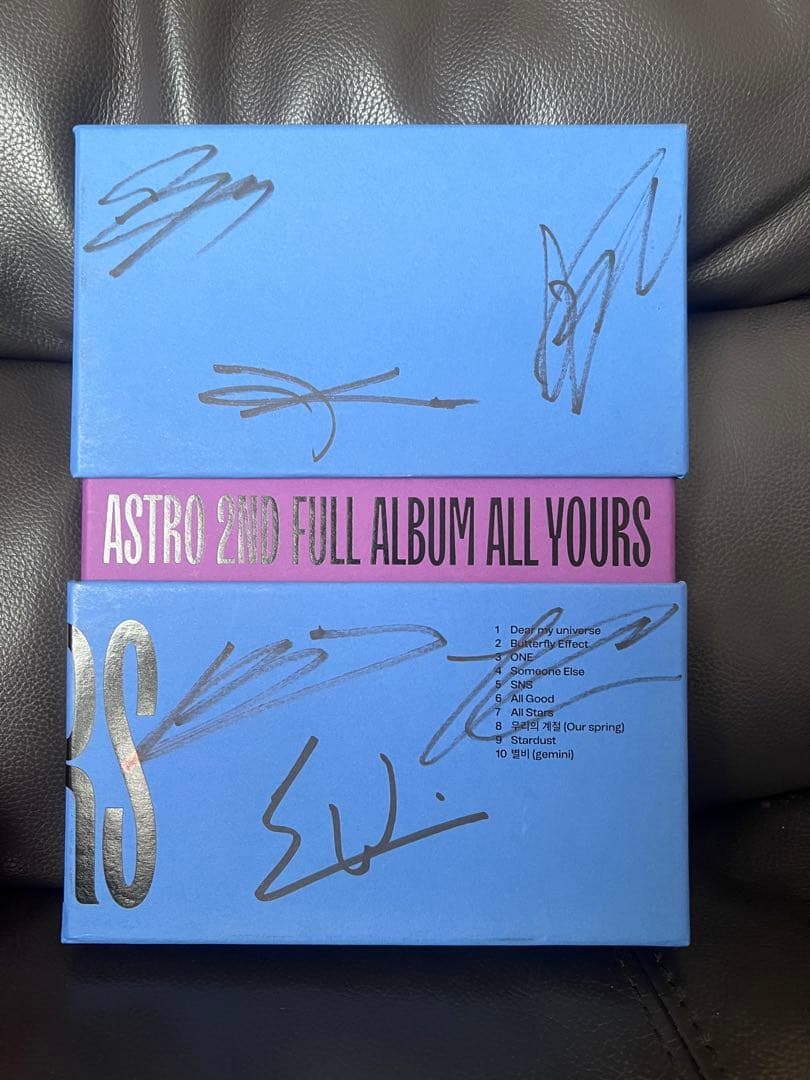 ASTRO 2ND FULL ALBUM ALL YOURS
RS
1 Dear my universe
2 Butterfly Effect
3 ONE
4 Someone Else
5 SNS
6 All Good
7 All Stars
8 우리의 계절 (Our spring)
9 Stardust
10 별비 (gemini)